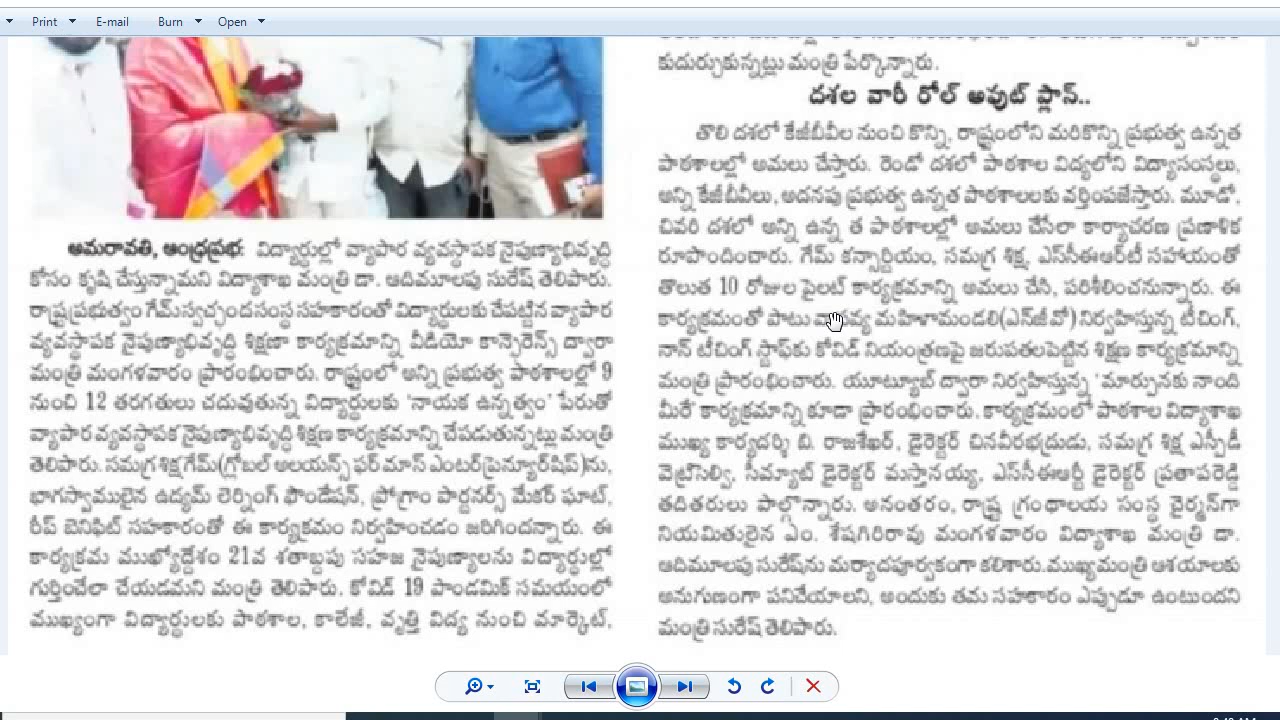 Print
E-mail
Burn
Open
అమరావతి, ఆంధ్రప్రభ: విద్యార్థుల్లో వ్యాపార వ్యవస్థాపక నైపుణ్యాభివృద్ధి
కోసం కృషి చేస్తున్నామని విద్యాశాఖ మంత్రి డా. ఆదిమూలపు సురేష్ తెలిపారు.
రాష్ట్ర ప్రభుత్వం గేమ్ స్వచ్ఛంద సంస్థ సహకారంతో విద్యార్థులకు చేపట్టిన వ్యాపార
వ్యవస్థాపక నైపుణ్యాభివృద్ధి శిక్షణా కార్యక్రమాన్ని వీడియో కాన్ఫెరెన్స్ ద్వారా
మంత్రి మంగళవారం ప్రారంభించారు. రాష్ట్రంలో అన్ని ప్రభుత్వ పాఠశాలల్లో 9
నుంచి 12 తరగతులు చదువుతున్న విద్యార్థులకు 'నాయక ఉన్నత్వం' పేరుతో
వ్యాపార వ్యవస్థాపక నైపుణ్యాభివృద్ధి శిక్షణ కార్యక్రమాన్ని చేపడుతున్నట్లు మంత్రి
తెలిపారు. సమగ్ర శిక్ష గేమ్(గ్లోబల్ అలయన్స్ ఫర్ మాస్ ఎంటర్‌ప్రెన్యూర్‌షిప్)ను,
భాగస్వాములైన ఉద్యమ్ లెర్నింగ్ ఫౌండేషన్, ప్రోగ్రాం పార్టనర్స్ మేకర్ ఘాట్,
రీప్ బెనిఫిట్ సహకారంతో ఈ కార్యక్రమం నిర్వహించడం జరిగిందన్నారు. ఈ
కార్యక్రమ ముఖ్యోద్దేశం 21వ శతాబ్దపు సహజ నైపుణ్యాలను విద్యార్థుల్లో
గుర్తించేలా చేయడమని మంత్రి తెలిపారు. కోవిడ్ 19 పాండమిక్ సమయంలో
ముఖ్యంగా విద్యార్థులకు పాఠశాల, కాలేజీ, వృత్తి విద్య నుంచి మార్కెట్,
కుదుర్చుకున్నట్లు మంత్రి పేర్కొన్నారు.
దశల వారీ రోల్ అవుట్ ప్లాన్..
తొలి దశలో కేజీబీవీల నుంచి కొన్ని, రాష్ట్రంలోని మరికొన్ని ప్రభుత్వ ఉన్నత
పాఠశాలల్లో అమలు చేస్తారు. రెండో దశలో పాఠశాల విద్యలోని విద్యాసంస్థలు,
అన్ని కేజీబీవీలు, అదనపు ప్రభుత్వ ఉన్నత పాఠశాలలకు వర్తింపజేస్తారు. మూడో,
చివరి దశలో అన్ని ఉన్న త పాఠశాలల్లో అమలు చేసేలా కార్యాచరణ ప్రణాళిక
రూపొందించారు. గేమ్ కన్సార్టియం, సమగ్ర శిక్ష, ఎస్‌సీఈఆర్‌టీ సహాయంతో
తొలుత 10 రోజుల పైలట్ కార్యక్రమాన్ని అమలు చేసి, పరిశీలించనున్నారు. ఈ
కార్యక్రమంతో పాటు మహిళామండలి(ఎన్‌జీవో) నిర్వహిస్తున్న టీచింగ్,
నాన్ టీచింగ్ స్టాఫ్‌కు కోవిడ్ నియంత్రణపై జరుపతలపెట్టిన శిక్షణ కార్యక్రమాన్ని
మంత్రి ప్రారంభించారు. యూట్యూబ్ ద్వారా నిర్వహిస్తున్న 'మార్పునకు నాంది
మీరే' కార్యక్రమాన్ని కూడా ప్రారంభించారు. కార్యక్రమంలో పాఠశాల విద్యాశాఖ
ముఖ్య కార్యదర్శి బి. రాజశేఖర్, డైరెక్టర్ చినవీరభద్రుడు, సమగ్ర శిక్ష ఎస్పీడీ
వెట్రిసెల్వి, సీమ్యాట్ డైరెక్టర్ మస్తానయ్య, ఎస్‌సీఈఆర్టీ డైరెక్టర్ ప్రతాపరెడ్డి
తదితరులు పాల్గొన్నారు. అనంతరం, రాష్ట్ర గ్రంథాలయ సంస్థ చైర్మన్‌గా
నియమితులైన ఎం. శేషగిరిరావు మంగళవారం విద్యాశాఖ మంత్రి డా.
ఆదిమూలపు సురేష్‌ను మర్యాదపూర్వకంగా కలిశారు. ముఖ్యమంత్రి ఆశయాలకు
అనుగుణంగా పనిచేయాలని, అందుకు తమ సహకారం ఎప్పుడూ ఉంటుందని
మంత్రి సురేష్ తెలిపారు.